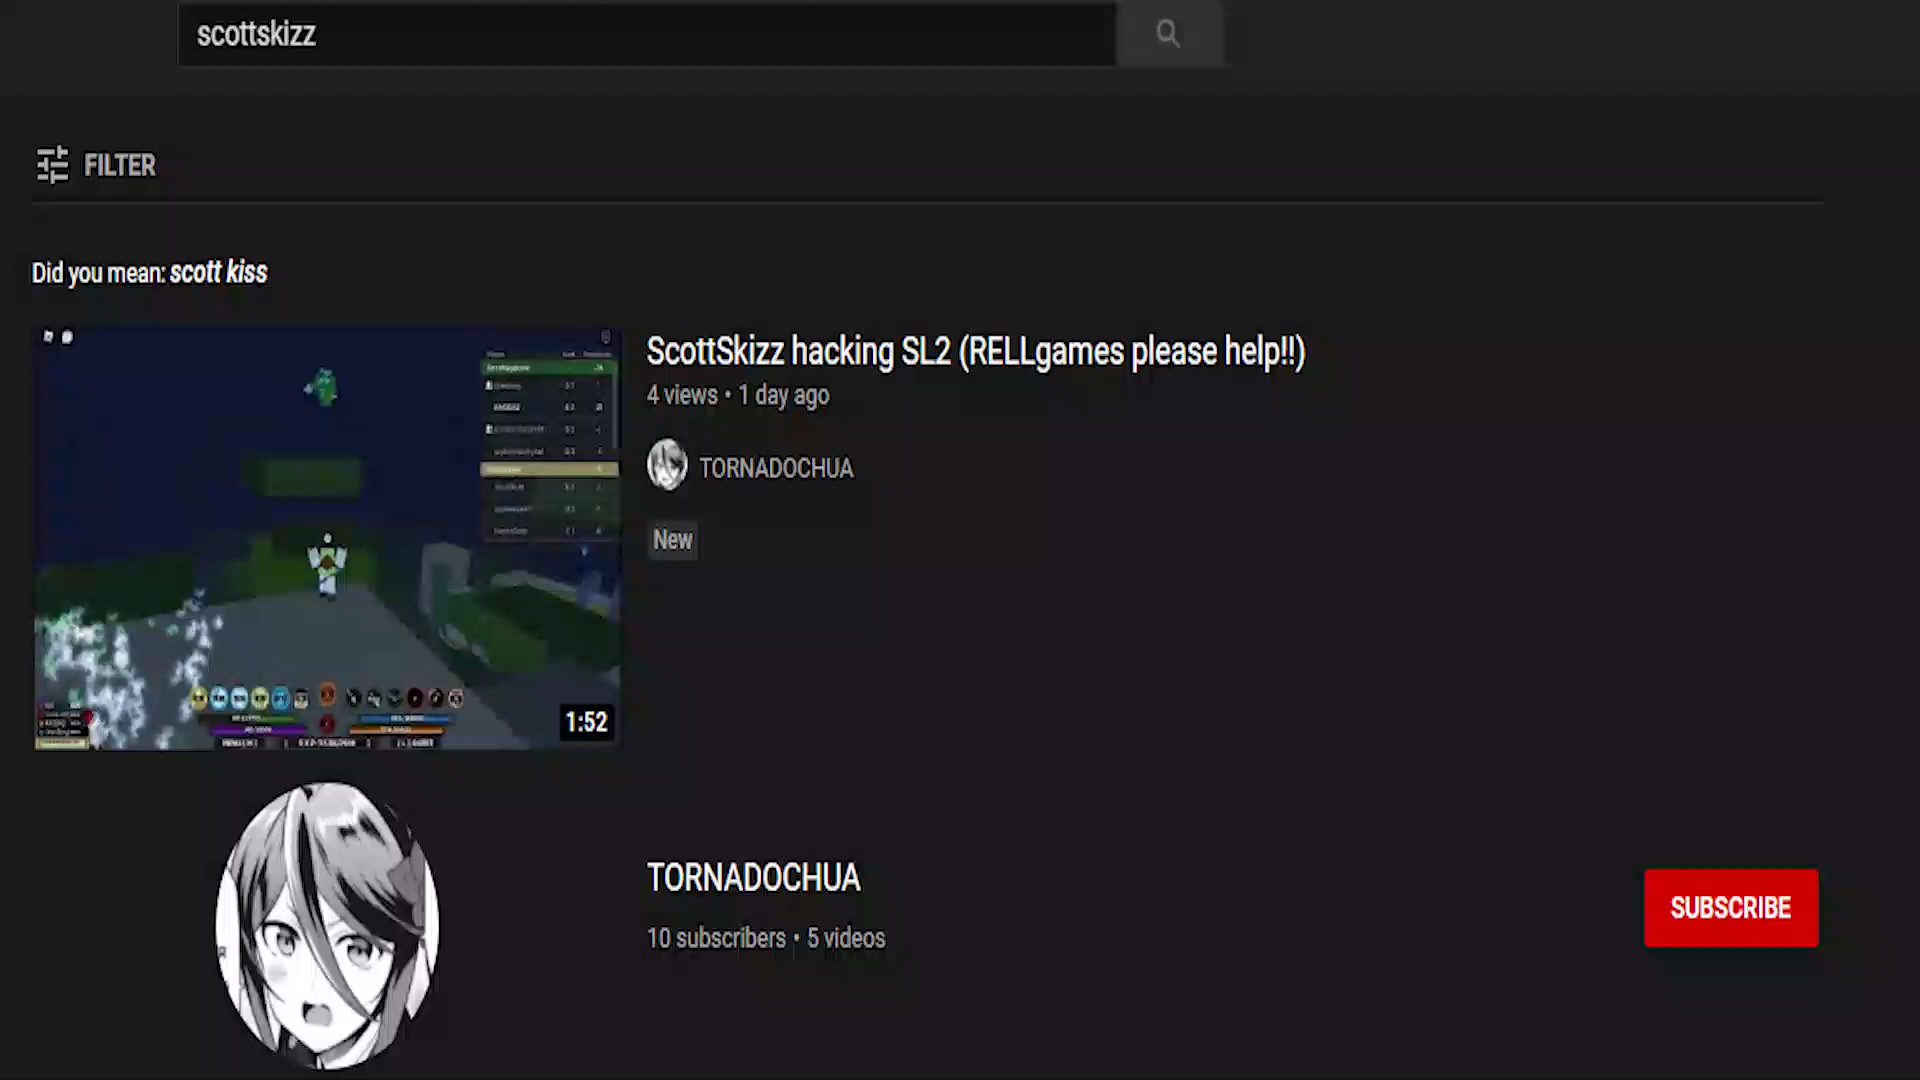 scottskizz
FILTER
Did you mean: scott kiss
ScottSkizz hacking SL2 (RELLgames please help!!)
4 views • 1 day ago
TORNADOCHUA
New
1:52
TORNADOCHUA
10 subscribers • 5 videos
SUBSCRIBE